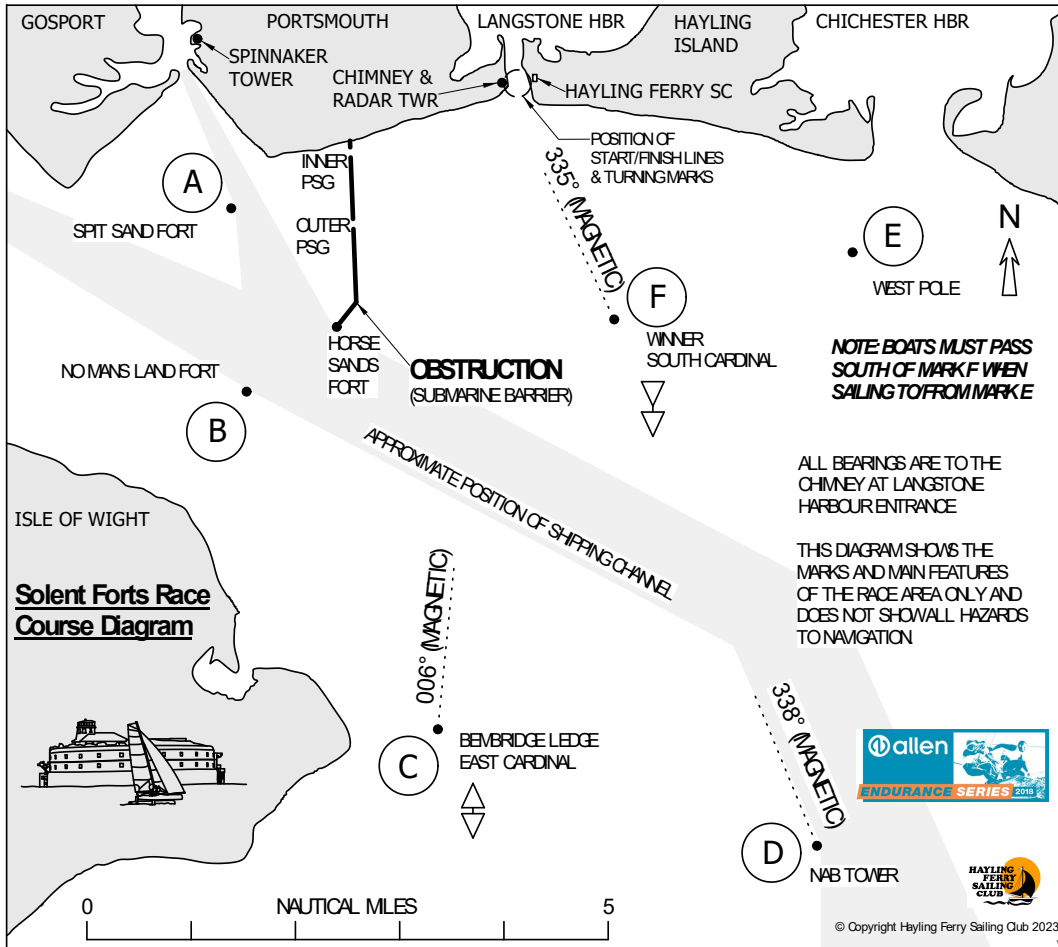 GOSPORT
PORTSMOUTH
LANGSTONE HBR
HAYLING
ISLAND
CHICHESTER HBR
SPINNAKER
TOWER
CHIMNEY &
RADAR TWR
HAYLING FERRY SC
POSITION OF
START/FINISH LINES
& TURNING MARKS
INNER
PSG
OUTER
PSG
335° (MAGNETIC)
A
SPIT SAND FORT
E
WEST POLE
N
F
WINNER
SOUTH CARDINAL
HORSE
SANDS
FORT
OBSTRUCTION
(SUBMARINE BARRIER)
NOTE: BOATS MUST PASS
SOUTH OF MARK F WHEN
SAILING TO/FROM MARK E
NO MANS LAND FORT
B
APPROXIMATE POSITION OF SHIPPING CHANNEL
ALL BEARINGS ARE TO THE
CHIMNEY AT LANGSTONE
HARBOUR ENTRANCE
THIS DIAGRAM SHOWS THE
MARKS AND MAIN FEATURES
OF THE RACE AREA ONLY AND
DOES NOT SHOW ALL HAZARDS
TO NAVIGATION.
ISLE OF WIGHT
Solent Forts Race
Course Diagram
006° (MAGNETIC)
C
BEMBRIDGE LEDGE
EAST CARDINAL
338° (MAGNETIC)
D
NAB TOWER
allen
ENDURANCE SERIES 2018
HAYLING
FERRY
SAILING
CLUB
0 NAUTICAL MILES 5
© Copyright Hayling Ferry Sailing Club 2023